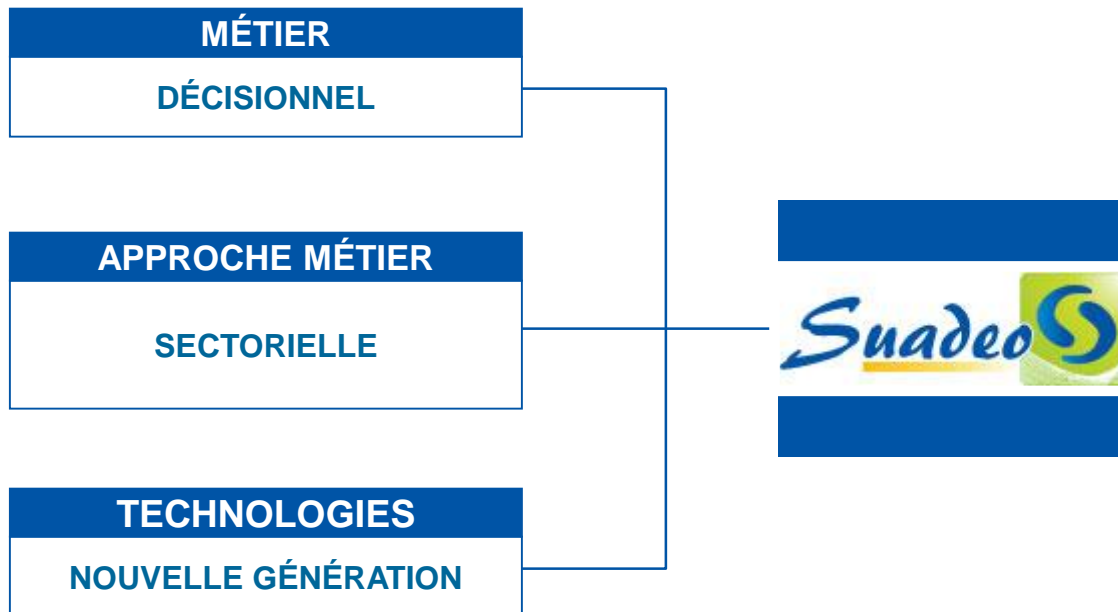 MÉTIER
DÉCISIONNEL
APPROCHE MÉTIER
SECTORIELLE
Suadeo
TECHNOLOGIES
NOUVELLE GÉNÉRATION